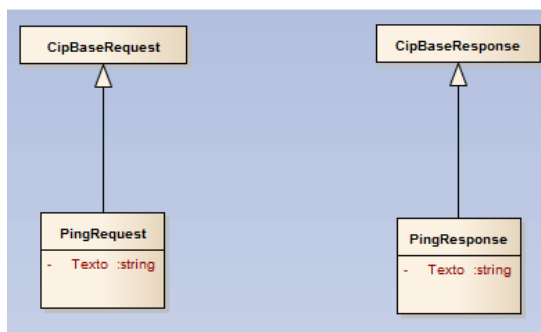 CipBaseRequest
CipBaseResponse
PingRequest
- Texto :string
PingResponse
- Texto :string